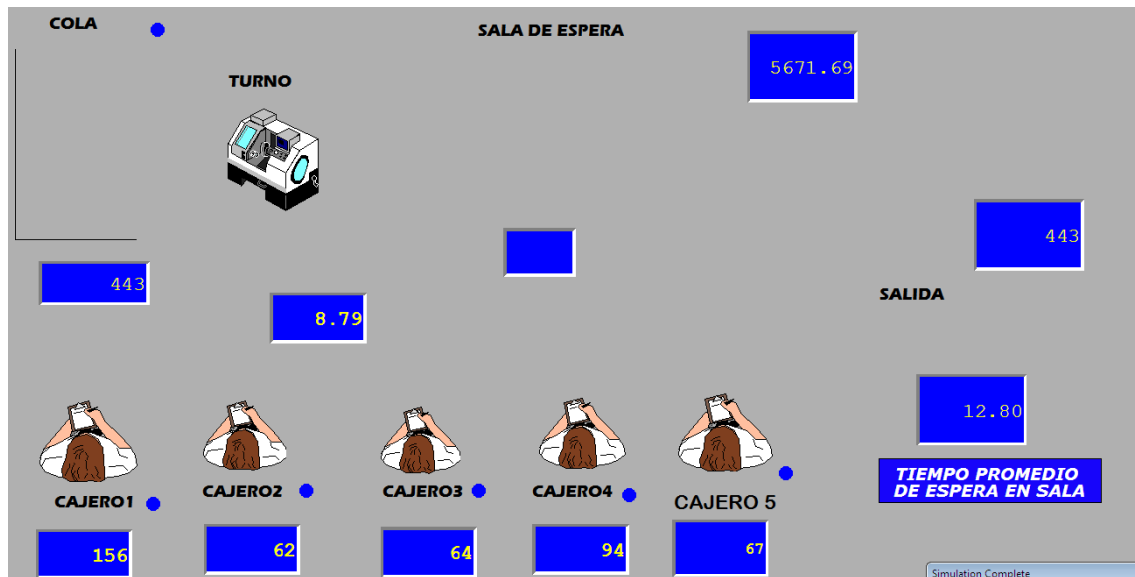 COLA
SALA DE ESPERA
5671.69
TURNO
443
443
SALIDA
8.79
12.80
TIEMPO PROMEDIO
DE ESPERA EN SALA
CAJERO1
CAJERO2
CAJERO3
CAJERO4
CAJERO 5
156
62
64
94
67
Simulation Complete